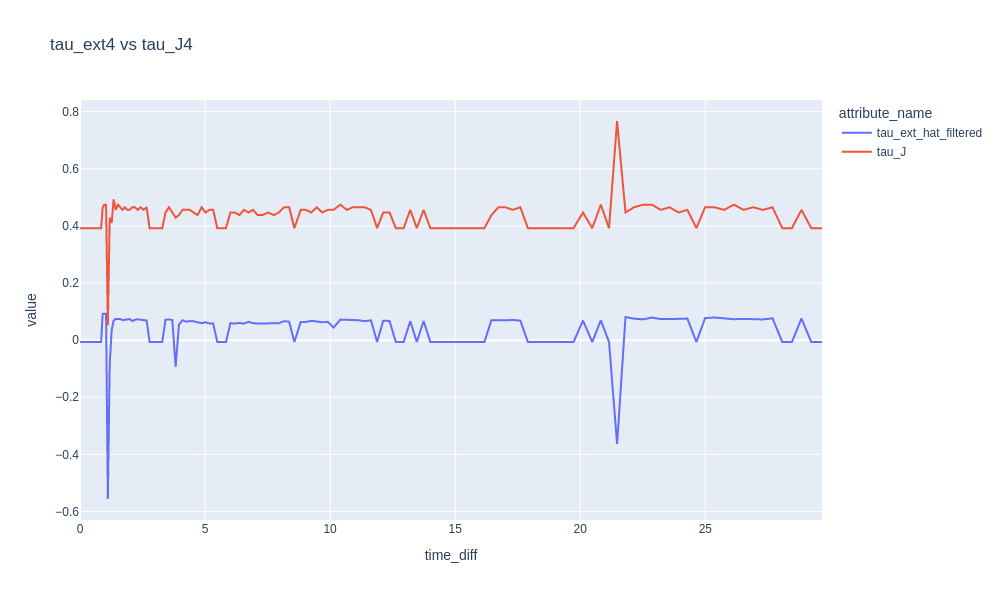 tau_ext4 vs tau_J4
attribute_name
tau_ext_hat_filtered
tau_J
value
0.8
0.6
0.4
0.2
0
−0.2
−0.4
−0.6
0
5
10
15
20
25
time_diff